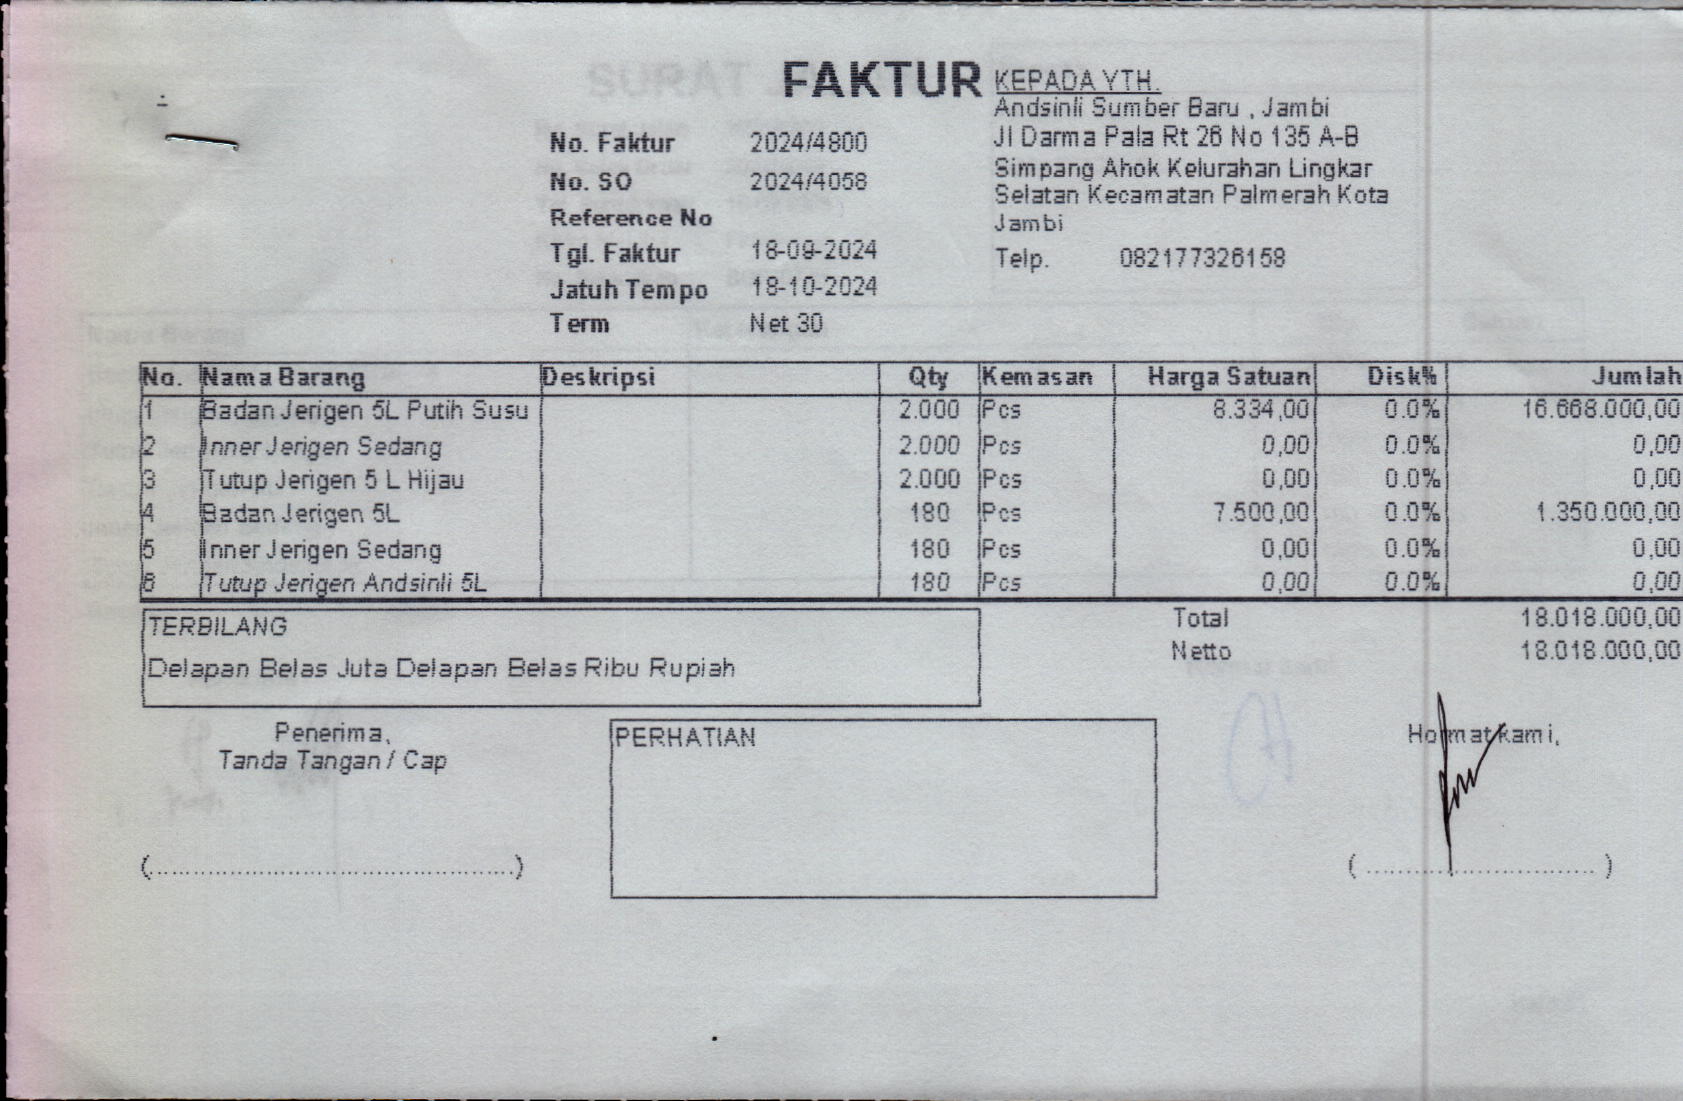 FAKTUR
No. Faktur 2024/4800
No. SO 2024/4058
Reference No
Tgl. Faktur 18-09-2024
Jatuh Tempo 18-10-2024
Term Net 30
KEPADA YTH.
Andsinli Sumber Baru , Jambi
Jl Darma Pala Rt 26 No 135 A-B
Simpang Ahok Kelurahan Lingkar
Selatan Kecamatan Palmerah Kota
Jambi
Telp. 082177326158
No. Nama Barang Deskripsi Qty Kemasan Harga Satuan Disk% Jumlah
1 Badan Jerigen 5L Putih Susu 2.000 Pcs 8.334,00 0.0% 16.668.000,00
2 Inner Jerigen Sedang 2.000 Pcs 0,00 0.0% 0,00
3 Tutup Jerigen 5 L Hijau 2.000 Pcs 0,00 0.0% 0,00
4 Badan Jerigen 5L 180 Pcs 7.500,00 0.0% 1.350.000,00
5 Inner Jerigen Sedang 180 Pcs 0,00 0.0% 0,00
6 Tutup Jerigen Andsinli 5L 180 Pcs 0,00 0.0% 0,00
Total 18.018.000,00
Netto 18.018.000,00
TERBILANG
Delapan Belas Juta Delapan Belas Ribu Rupiah
Penerima,
Tanda Tangan / Cap
(..................................................)
PERHATIAN
Hormat kami,
( ............................... )